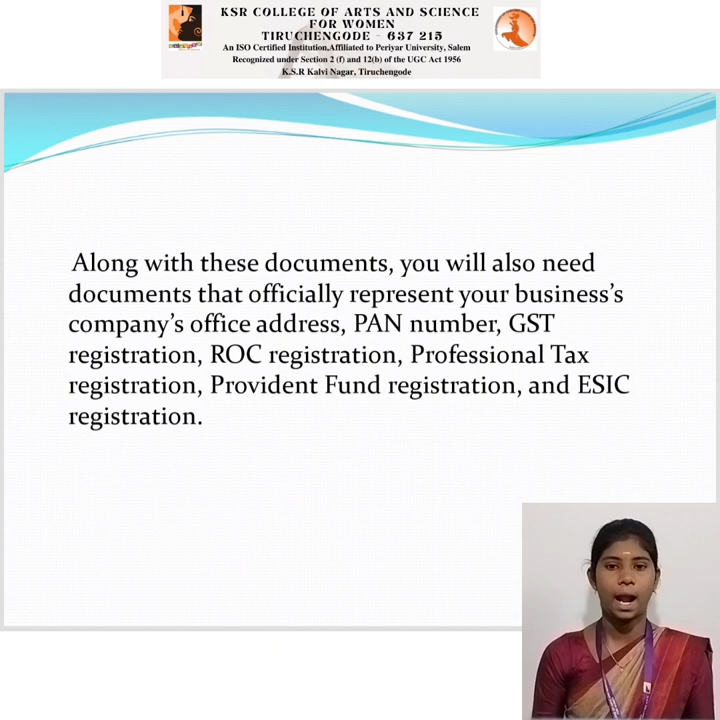 KSR COLLEGE OF ARTS AND SCIENCE
FOR WOMEN
TIRUCHENGODE - 637 215
An ISO Certified Institution,Affiliated to Periyar University, Salem
Recognized under Section 2 (f) and 12(b) of the UGC Act 1956
K.S.R Kalvi Nagar, Tiruchengode
Along with these documents, you will also need
documents that officially represent your business's
company's office address, PAN number, GST
registration, ROC registration, Professional Tax
registration, Provident Fund registration, and ESIC
registration.